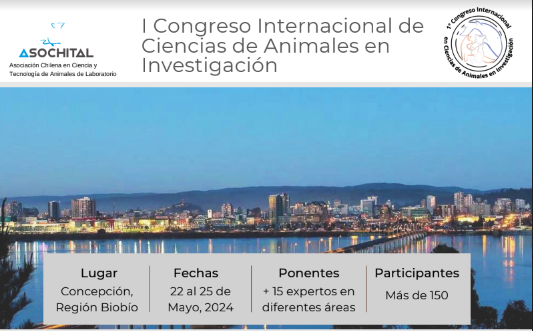 I Congreso Internacional de
Ciencias de Animales en
Investigación
ASOCHITAL
Asociación Chilena en Ciencia y
Tecnología de Animales de Laboratorio
1° Congreso Internacional
en Ciencias de Animales en Investigación
Lugar
Concepción,
Región Biobío
Fechas
22 al 25 de
Mayo, 2024
Ponentes
+ 15 expertos en
diferentes áreas
Participantes
Más de 150